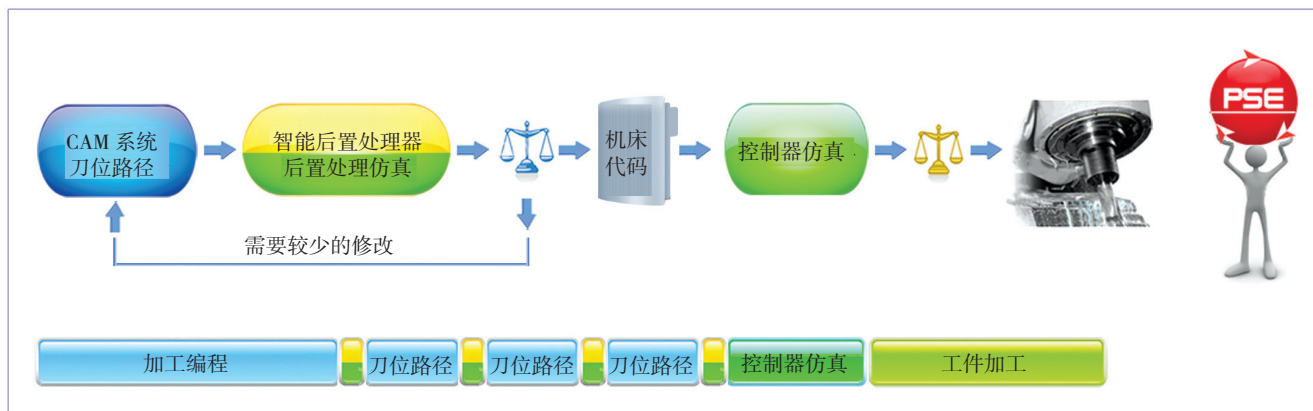 CAM 系统
刀位路径
智能后置处理器
后置处理仿真
机床
代码
控制器仿真
PSE
需要较少的修改
加工编程
刀位路径
刀位路径
刀位路径
控制器仿真
工件加工